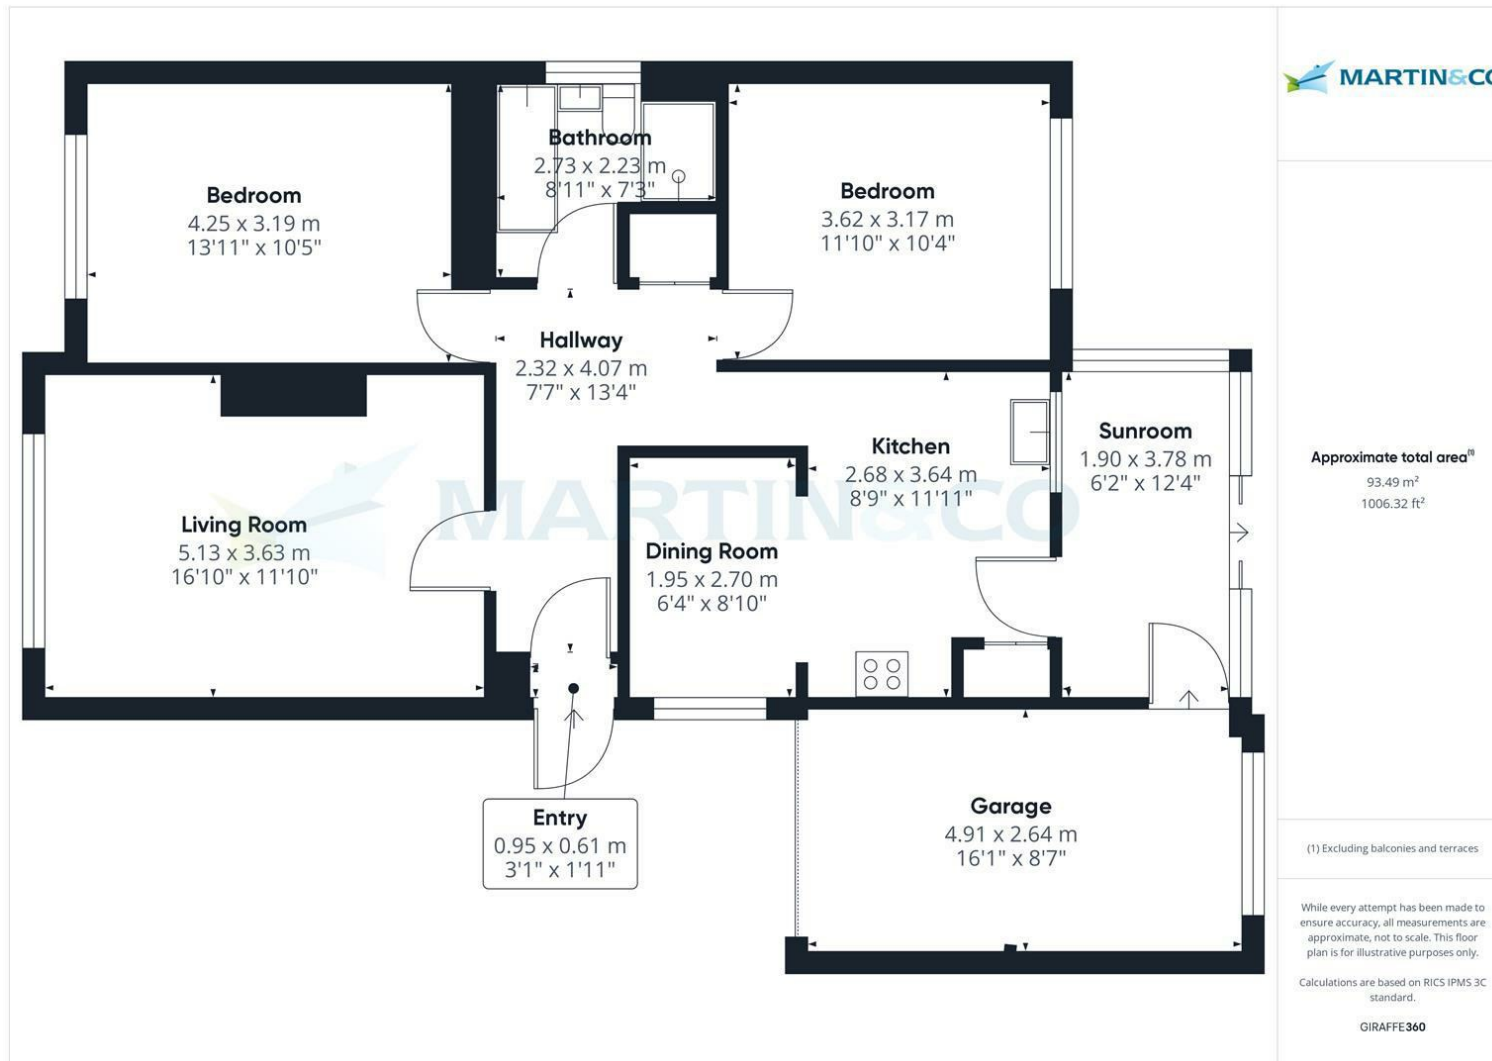 MARTIN&CO
Bedroom
4.25 x 3.19 m
13'11" x 10'5"
Bathroom
2.73 x 2.23 m
8'11" x 7'3"
Bedroom
3.62 x 3.17 m
11'10" x 10'4"
Hallway
2.32 x 4.07 m
7'7" x 13'4"
Living Room
5.13 x 3.63 m
16'10" x 11'10"
Dining Room
1.95 x 2.70 m
6'4" x 8'10"
Kitchen
2.68 x 3.64 m
8'9" x 11'11"
Sunroom
1.90 x 3.78 m
6'2" x 12'4"
MARTIN&CO
Entry
0.95 x 0.61 m
3'1" x 1'11"
Garage
4.91 x 2.64 m
16'1" x 8'7"
Approximate total area(1)
93.49 m²
1006.32 ft²
(1) Excluding balconies and terraces
While every attempt has been made to
ensure accuracy, all measurements are
approximate, not to scale. This floor
plan is for illustrative purposes only.
Calculations are based on RICS IPMS 3C
standard.
GIRAFFE360